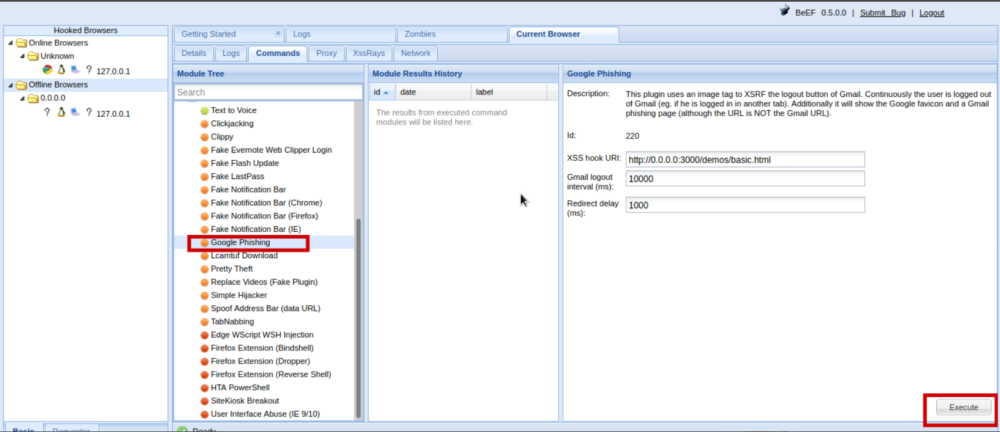 BeEF 0.5.0.0 | Submit Bug | Logout
Hooked Browsers
Online Browsers
Unknown
? 127.0.0.1
Offline Browsers
0.0.0.0
? ? 127.0.0.1
Getting Started
Logs
Zombies
Current Browser
Details
Logs
Commands
Proxy
XssRays
Network
Module Tree
Search
Text to Voice
Clickjacking
Clippy
Fake Evernote Web Clipper Login
Fake Flash Update
Fake LastPass
Fake Notification Bar
Fake Notification Bar (Chrome)
Fake Notification Bar (Firefox)
Fake Notification Bar (IE)
Google Phishing
Lcamtuf Download
Pretty Theft
Replace Videos (Fake Plugin)
Simple Hijacker
Spoof Address Bar (data URL)
TabNabbing
Edge WScript WSH Injection
Firefox Extension (Bindshell)
Firefox Extension (Dropper)
Firefox Extension (Reverse Shell)
HTA PowerShell
SiteKiosk Breakout
User Interface Abuse (IE 9/10)
Module Results History
id
date
label
The results from executed command
modules will be listed here.
Google Phishing
Description: This plugin uses an image tag to XSRF the logout button of Gmail. Continuously the user is logged out
of Gmail (eg. if he is logged in in another tab). Additionally it will show the Google favicon and a Gmail
phishing page (although the URL is NOT the Gmail URL).
Id: 220
XSS hook URI: http://0.0.0.0:3000/demos/basic.html
Gmail logout
interval (ms): 10000
Redirect delay
(ms): 1000
Execute
Basic
Requester
Ready